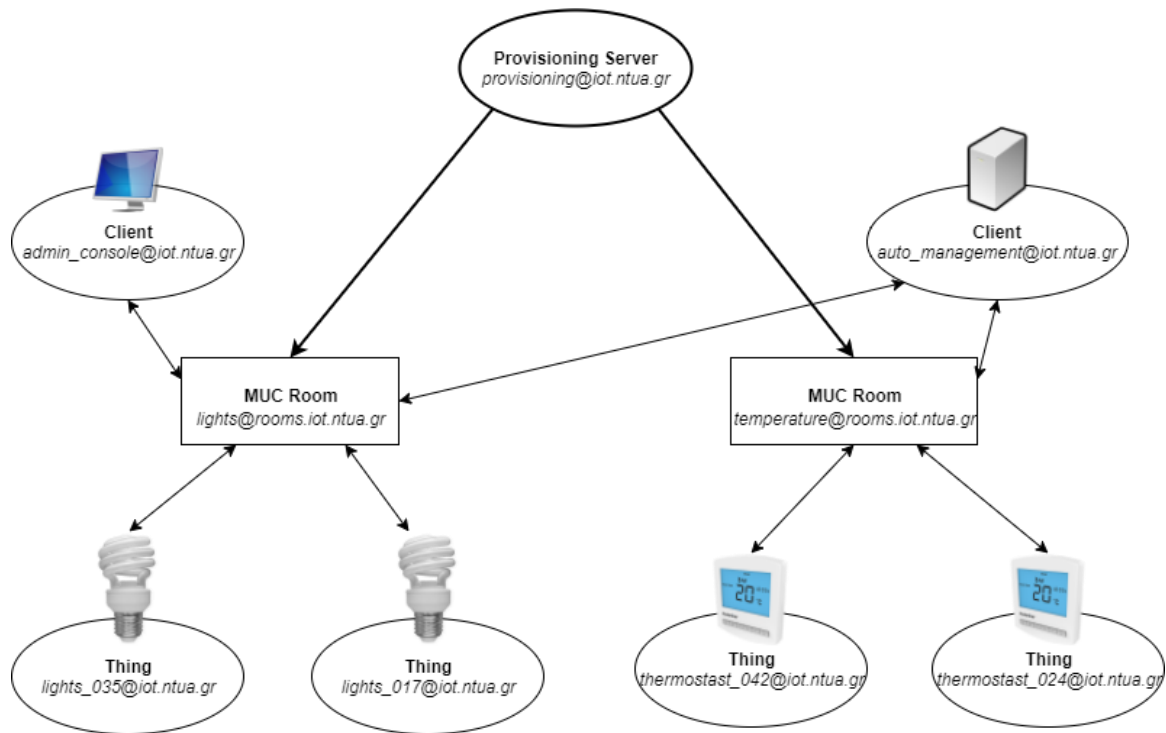 Provisioning Server
provisioning@iot.ntua.gr
Client
admin_console@iot.ntua.gr
Client
auto_management@iot.ntua.gr
MUC Room
lights@rooms.iot.ntua.gr
MUC Room
temperature@rooms.iot.ntua.gr
20
20
Thing
lights_035@iot.ntua.gr
Thing
lights_017@iot.ntua.gr
Thing
thermostast_042@iot.ntua.gr
Thing
thermostast_024@iot.ntua.gr